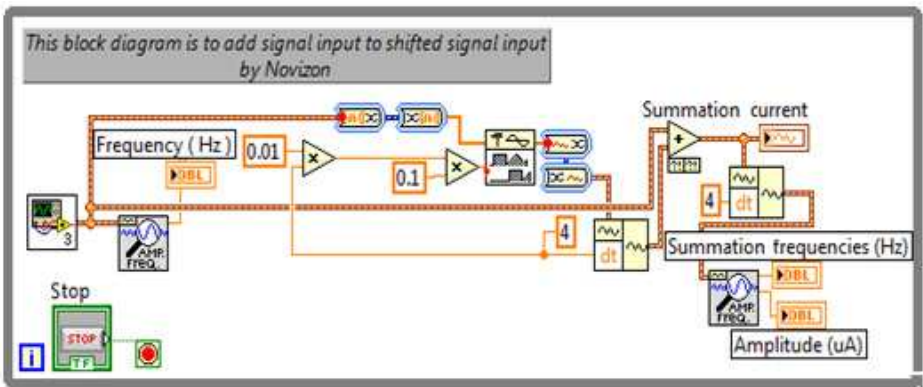 This block diagram is to add signal input to shifted signal input
by Novizon
Summation current
Frequency ( Hz )
DBL
0.01
0.1
4
4
dt
dt
3
AMP.
FREQ.
Summation frequencies (Hz)
DBL
AMP.
FREQ.
DBL
Amplitude (uA)
Stop
STOP
TF
i